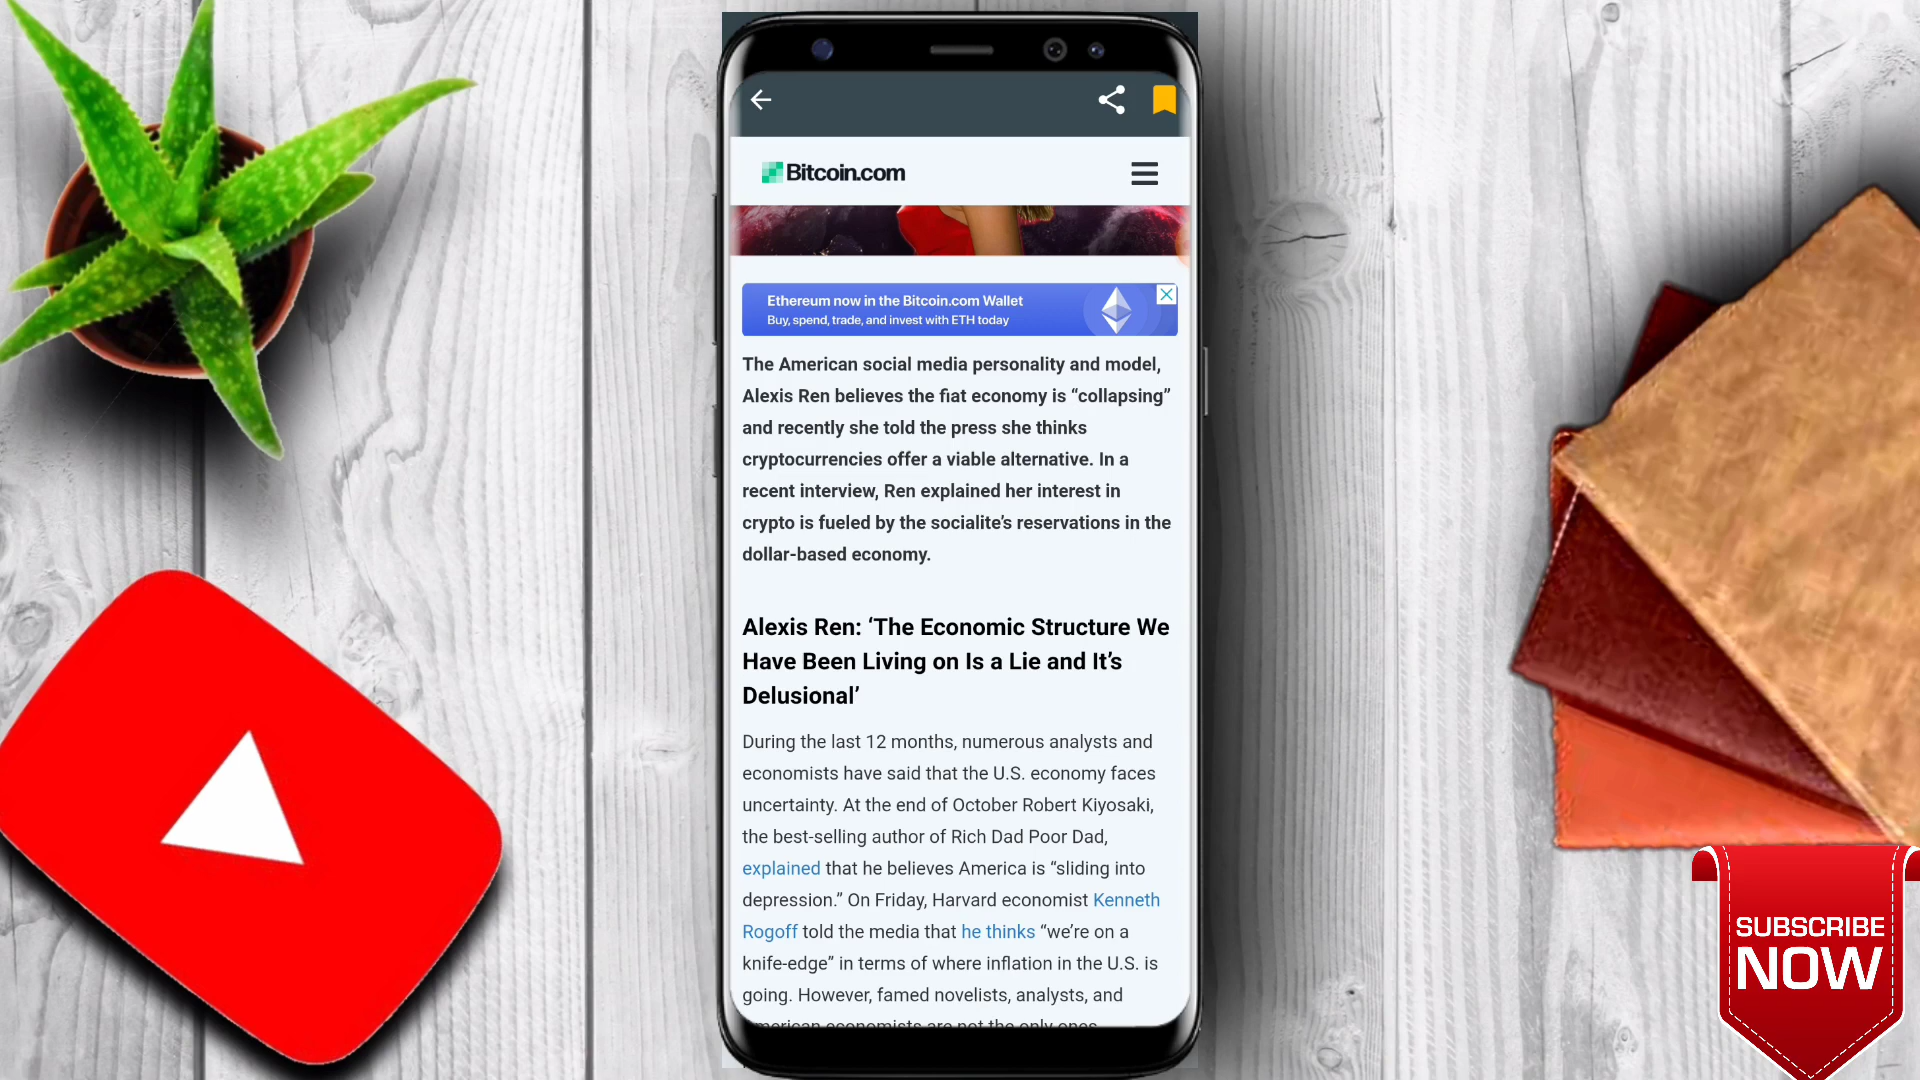 Bitcoin.com
Ethereum now in the Bitcoin.com Wallet
Buy, spend, trade, and invest with ETH today
The American social media personality and model,
Alexis Ren believes the fiat economy is “collapsing”
and recently she told the press she thinks
cryptocurrencies offer a viable alternative. In a
recent interview, Ren explained her interest in
crypto is fueled by the socialite’s reservations in the
dollar-based economy.
Alexis Ren: ‘The Economic Structure We
Have Been Living on Is a Lie and It’s
Delusional’
During the last 12 months, numerous analysts and
economists have said that the U.S. economy faces
uncertainty. At the end of October Robert Kiyosaki,
the best-selling author of Rich Dad Poor Dad,
explained that he believes America is “sliding into
depression.” On Friday, Harvard economist Kenneth
Rogoff told the media that he thinks “we’re on a
knife-edge” in terms of where inflation in the U.S. is
going. However, famed novelists, analysts, and
American economists are not the only ones
SUBSCRIBE
NOW